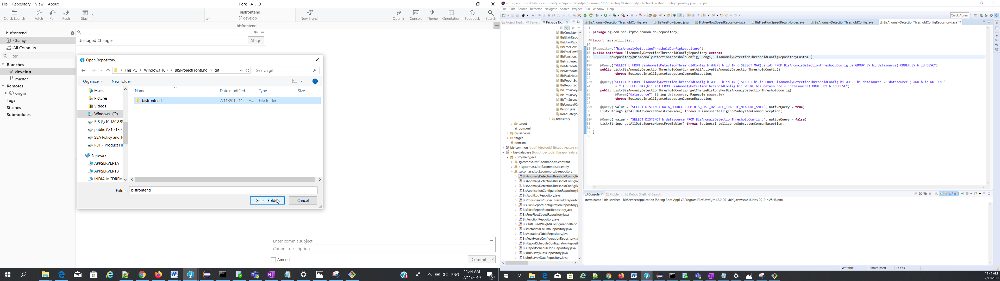 File Repository View About
Fork 1.41.1.0
Quick Launch
Fetch
Pull
Push
Stash
bisfrontend
develop
New Branch
Open in
Console
Theme
Orientation
Feedback
Search
bisfrontend
bisfrontend
Changes
All Commits
Filter
Branches
develop
master
Remotes
origin
Tags
Stashes
Submodules
Unstaged Changes
Stage
Open Repository...
This PC > Windows (C:) > BISProjectFrontEnd > git
Search git
Organize
New folder
Music
Pictures
Videos
Windows (C:)
BIS (\\10.180.8.9
public (\\10.180.
SSA Policy and T
PDF - Product Fil
Network
APPSERVER1A
APPSERVER1B
INDIA-MCDREM
Name
Date modified
Type
Size
bisfrontend
7/11/2019 11:24 A...
File folder
Folder: bisfrontend
Select Folder
Cancel
Enter commit subject
Commit description
Amend
Commit
ENG
11:44 AM
7/11/2019
5
workspace - bis-database/src/main/java/sg/com/ssa/itpt2/common/db/repository/BisAnomalyDetectionThresholdConfigRepository.java - Eclipse IDE
File Edit Source Refactor Navigate Search Project Run Window Help
Quick Access
Project Expl...
Servers
Package Ex...
BisAnomalyDetectionThresholdConfig.java
BisFreeFlowSpeed.java
BisFreeFlowSpeedRepository.java
BisFreeFlowSpeedResultHolder.java
BisAnomalyDetectionThresholdConfig.java
BisAnomalyDetectionThresholdConfigRepository.java
BisConsisten
BisElixirRepo
BisElixirRepo
BisFreeFlowS
BisFreeFlowS
BisFunction.j
BisHistFused
BisMetadata
BisMetadata
BisPeakHour
BisReportSch
BisReportSch
BisTmSurvey
BisTmSurvey
BisTmSurvey
BisUnusualCo
Person.java
RoadCatego
repository
target
pom.xml
bis-services
target
pom.xml
bis-common [boot] [devtools] [bisapp feature_sy
> bis-database [boot] [devtools] [bisapp feature
> src/main/java
sg.com.ssa.itpt2.common.db.constant
> sg.com.ssa.itpt2.common.db.entity
sg.com.ssa.itpt2.common.db.repository
BisAnomalyDetectionThresholdConfigR
BisAnomalyDetectionThresholdConfigR
BisAnomalyDetectionThresholdConfigR
BisApplicationConfigurationRepository.j
BisAuditLogRepository.java
BisConsistencyClusterThresholdReposito
BisElixirReportConfigurationRepository.j
BisElixirReportStatusRepository.java
BisFreeFlowSpeedRepository.java
BisFunctionRepository.java
BisHistFusedWeightsConfigurationRepo
BisMetadataColumnRepository.java
BisMetadataTableRepository.java
BisPeakHoursConfigurationRepository.ja
BisReportScheduleConfigurationReposit
BisReportScheduleJobsRepository.java
BisTmSurveyClassRepository.java
BisTmSurveyDataRepository.java
1
2 package sg.com.ssa.itpt2.common.db.repository;
3
4 import java.util.List;
14
15 @Repository("bisAnomalyDetectionThresholdConfigRepository")
16 public interface BisAnomalyDetectionThresholdConfigRepository extends
17 JpaRepository<BisAnomalyDetectionThresholdConfig, Long>, BisAnomalyDetectionThresholdConfigRepositoryCustom {
18
19 @Query("SELECT b FROM BisAnomalyDetectionThresholdConfig b WHERE b.id IN ( SELECT MAX(bi.id) FROM BisAnomalyDetectionThresholdConfig bi GROUP BY bi.datasource) ORDER BY b.id DESC")
20 public List<BisAnomalyDetectionThresholdConfig> getAllActiveBisAnomalyDetectionThresholdConfig()
21 throws BusinessIntelligenceSubsystemCommonException;
22
23 @Query("SELECT b FROM BisAnomalyDetectionThresholdConfig b WHERE b.id IN ( SELECT bi.id FROM BisAnomalyDetectionThresholdConfig bi WHERE bi.datasource = :datasource ) AND b.id NOT IN "
24 + " ( SELECT MAX(bii.id) FROM BisAnomalyDetectionThresholdConfig bii WHERE bii.datasource = :datasource) ORDER BY b.id DESC")
25 public List<BisAnomalyDetectionThresholdConfig> getChangeHistoryForBisAnomalyDetectionThresholdConfig(
26 @Param("datasource") String datasource, Pageable pageable)
27 throws BusinessIntelligenceSubsystemCommonException;
28
29 @Query( value = "SELECT DISTINCT DATA_SOURCE FROM BIS_HIST_OVERALL_TRAFFIC_MEASURE_5MIN", nativeQuery = true)
30 List<String> getAllDataSourceNamesFromView() throws BusinessIntelligenceSubsystemCommonException;
31
32 @Query( value = "SELECT DISTINCT b.datasource FROM BisAnomalyDetectionThresholdConfig b", nativeQuery = false)
33 List<String> getAllDataSourceNamesFromTable() throws BusinessIntelligenceSubsystemCommonException;
34
35 }
36
Console
Problems
Debug Shell
Search
<terminated> bis-services - BisServicesApplication [Spring Boot App] C:\Program Files\Java\jre1.8.0_201\bin\javaw.exe (6 Nov 2019, 4:25:48 pm)
Writable
Smart Insert
17 : 63
11:44 AM
7/11/2019